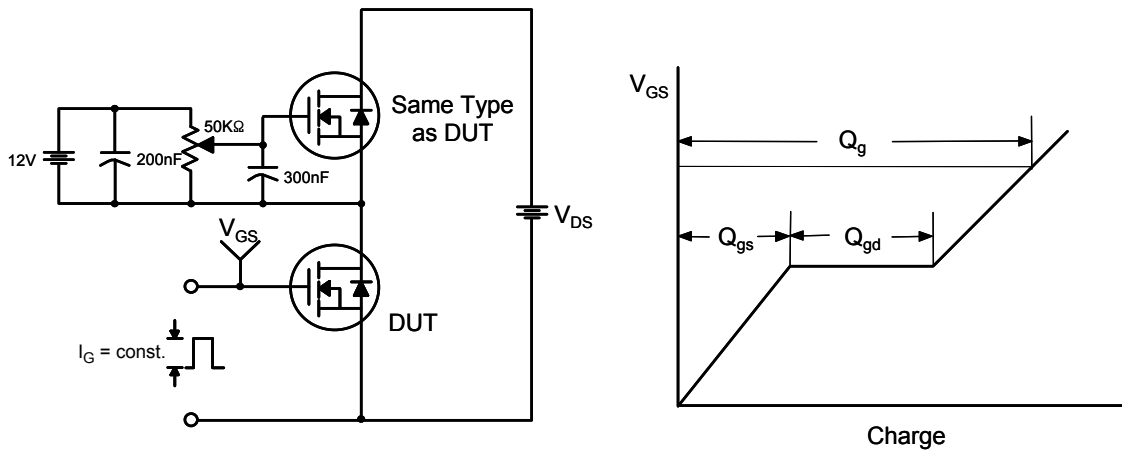 12V
200nF
50KΩ
300nF
Same Type
as DUT
V_DS
V_GS
DUT
I_G = const.
V_GS
Q_g
Q_gs
Q_gd
Charge